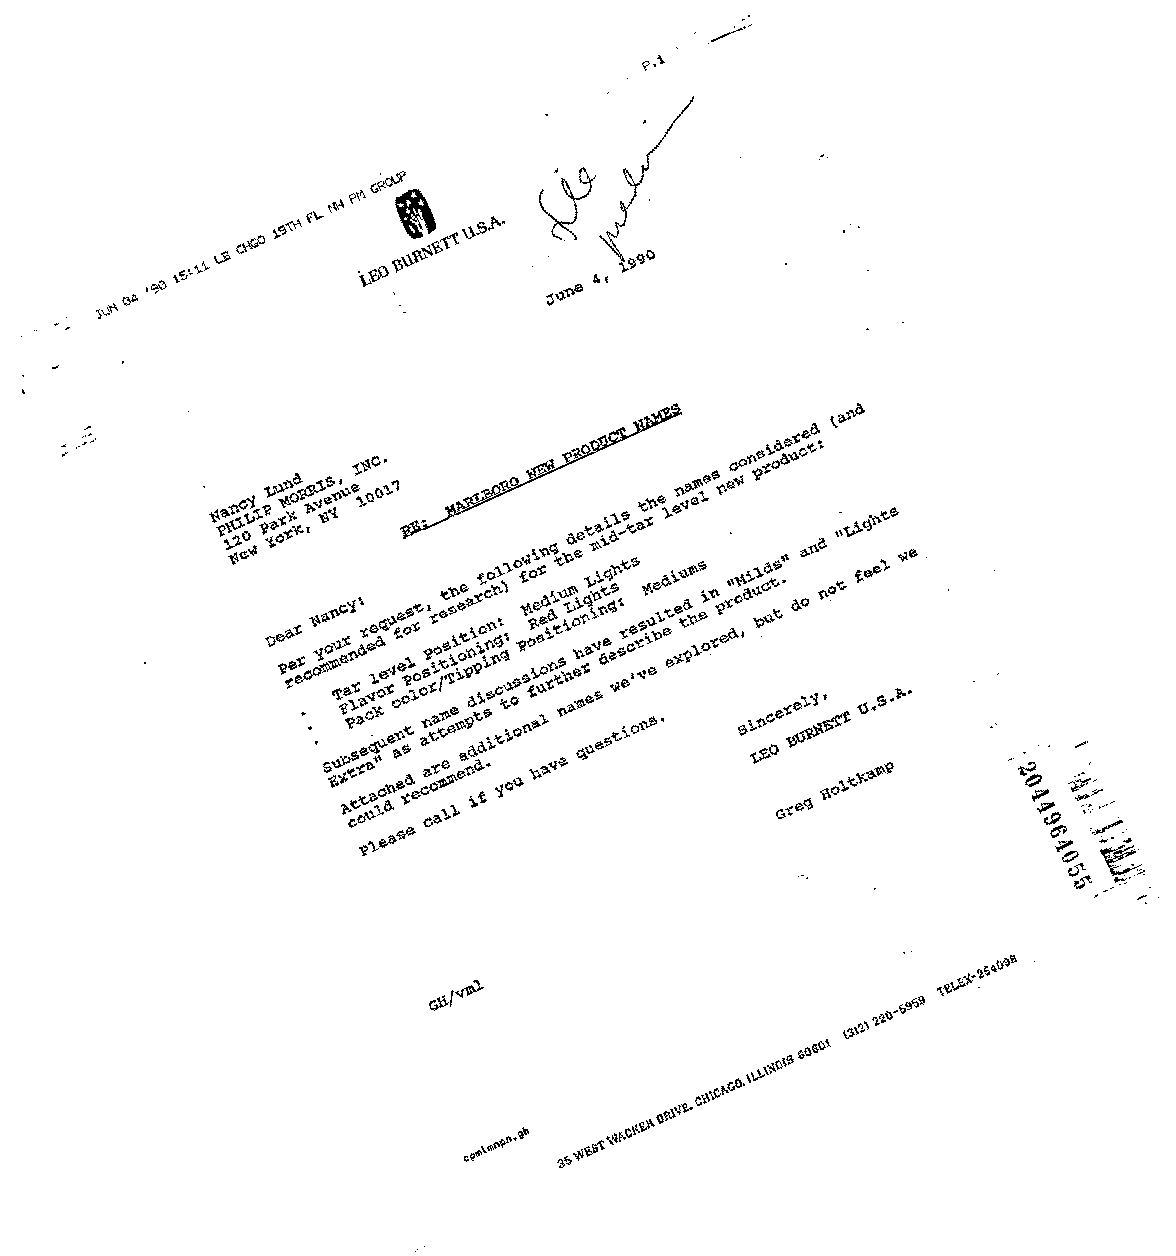 P.1
JUN 04 '90 15:11 LB CHGO 19TH FL NW PM GROUP
LEO BURNETT U.S.A.
June 4, 1990
Nancy Lund
PHILIP MORRIS, INC.
120 Park Avenue
New York, NY 10017
RE: MARLBORO NEW PRODUCT NAMES
Dear Nancy:
Per your request, the following details the names considered (and
recommended for research) for the mid-tar level new product:
. Tar level Position: Medium Lights
. Flavor Positioning: Red Lights
. Pack color/Tipping Positioning: Mediums
Subsequent name discussions have resulted in "Milds" and "Lights
Extra" as attempts to further describe the product.
Attached are additional names we've explored, but do not feel we
could recommend.
Please call if you have questions.
Sincerely,
LEO BURNETT U.S.A.
Greg Holtkamp
2044964055
GH/vml
35 WEST WACKER DRIVE, CHICAGO, ILLINOIS 60601 (312) 220-5959 TELEX-254098